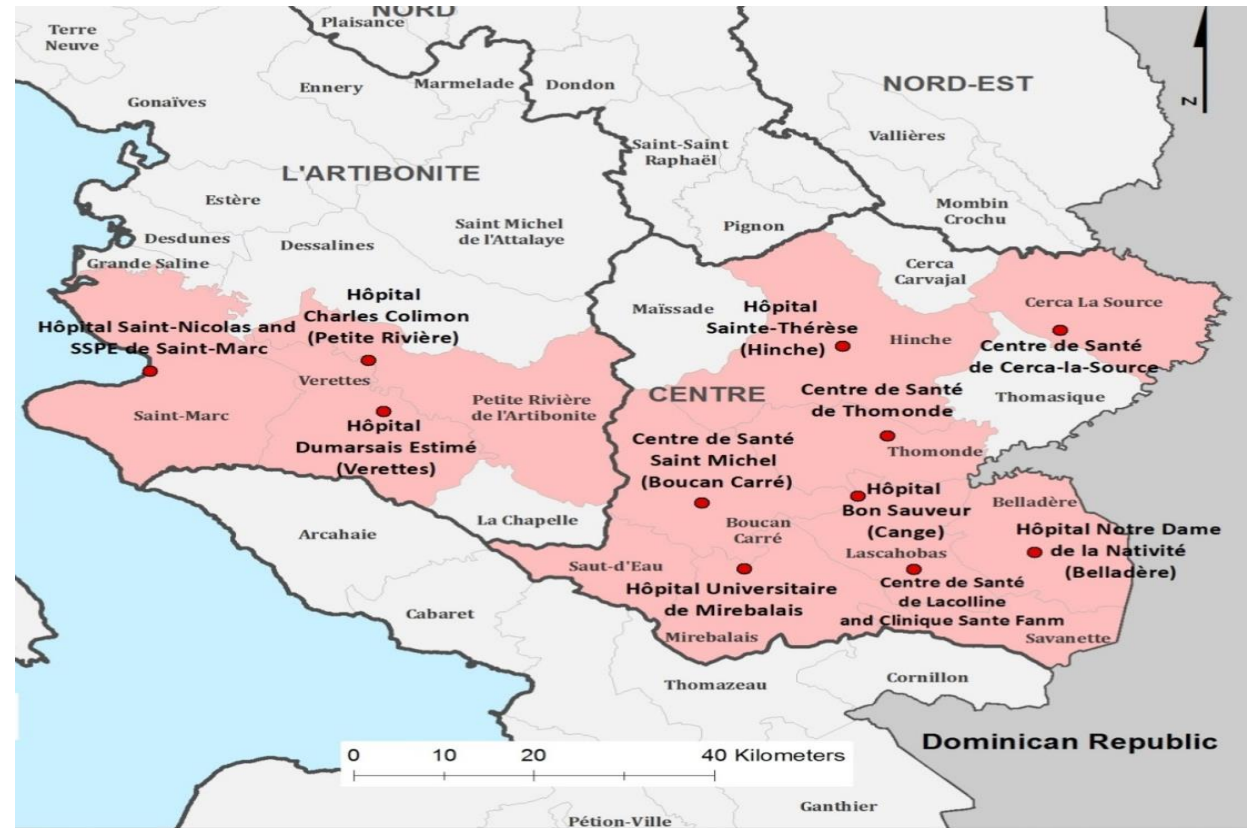 NORD
Plaisance
Terre
Neuve
Ennery
Marmelade
Dondon
Gonaïves
NORD-EST
Vallières
Saint-Saint
Raphaël
L'ARTIBONITE
Estère
Saint Michel
de l'Attalaye
Mombin
Crochu
Pignon
Desdunes
Dessalines
Grande Saline
Cerca
Carvajal
Maïssade
Cerca La Source
Hôpital
Charles Colimon
(Petite Rivière)
Hôpital
Sainte-Thérèse
(Hinche)
Hôpital Saint-Nicolas and
SSPE de Saint-Marc
Hinche
Centre de Santé
de Cerca-la-Source
Verettes
Petite Rivière
de l'Artibonite
CENTRE
Centre de Santé
de Thomonde
Thomasique
Saint-Marc
Hôpital
Dumarsais Estimé
(Verettes)
Centre de Santé
Saint Michel
(Boucan Carré)
Thomonde
Hôpital
Bon Sauveur
(Cange)
Belladère
La Chapelle
Boucan
Carré
Hôpital Notre Dame
de la Nativité
(Belladère)
Arcahaie
Lascahobas
Saut-d'Eau
Hôpital Universitaire
de Mirebalais
Centre de Santé
de Lacolline
and Clinique Sante Fanm
Cabaret
Mirebalais
Savanette
Thomazeau
Cornillon
Dominican Republic
0 10 20 40 Kilometers
Ganthier
Pétion-Ville
N